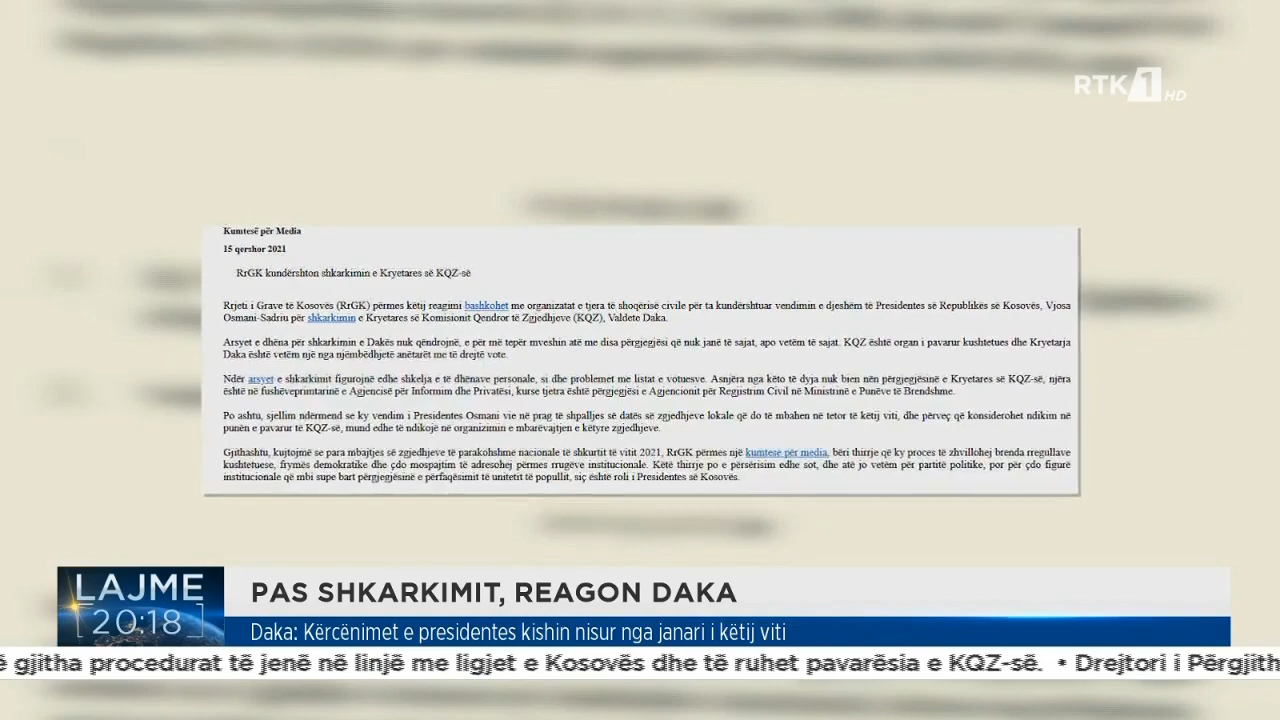 RTK 1 HD
Kumtesë për Media
15 qershor 2021
RrGK kundërshton shkarkimin e Kryetares së KQZ-së
Rrjeti i Grave të Kosovës (RrGK) përmes këtij reagimi bashkohet me organizatat e tjera të shoqërisë civile për ta kundërshtuar vendimin e djeshëm të Presidentes së Republikës së Kosovës, Vjosa
Osmani-Sadriu për shkarkimin e Kryetares së Komisionit Qendror të Zgjedhjeve (KQZ), Valdete Daka.
Arsyet e dhëna për shkarkimin e Dakës nuk qëndrojnë, e për më tepër mveshin atë me disa përgjegjësi që nuk janë të sajat, apo vetëm të sajat. KQZ është organ i pavarur kushtetues dhe Kryetarja
Daka është vetëm një nga njëmbëdhjetë anëtarët me të drejtë vote.
Ndër arsyet e shkarkimit figurojnë edhe shkelja e të dhënave personale, si dhe problemet me listat e votuesve. Asnjëra nga këto të dyja nuk bien nën përgjegjësinë e Kryetares së KQZ-së, njëra
është në fushëveprimtarinë e Agjencisë për Informim dhe Privatësi, kurse tjetra është përgjegjësi e Agjencionit për Regjistrim Civil në Ministrinë e Punëve të Brendshme.
Po ashtu, sjellim ndërmend se ky vendim i Presidentes Osmani vie në prag të shpalljes së datës së zgjedhjeve lokale që do të mbahen në tetor të këtij viti, dhe përveç që konsiderohet ndikim në
punën e pavarur të KQZ-së, mund edhe të ndikojë në organizimin e mbarëvajtjen e këtyre zgjedhjeve.
Gjithashtu, kujtojmë se para mbajtjes së zgjedhjeve të parakohshme nacionale të shkurtit të vitit 2021, RrGK përmes një kumtese për media, bëri thirrje që ky proces të zhvillohej brenda rregullave
kushtetuese, frymës demokratike dhe çdo mospajtim të adresohej përmes rrugëve institucionale. Këtë thirrje po e përsërisim edhe sot, dhe atë jo vetëm për partitë politike, por për çdo figurë
institucionale që mbi supe bart përgjegjësinë e përfaqësimit të unitetit të popullit, siç është roli i Presidentes së Kosovës.
LAJME
20:18
PAS SHKARKIMIT, REAGON DAKA
Daka: Kërcënimet e presidentes kishin nisur nga janari i këtij viti
ë gjitha procedurat të jenë në linjë me ligjet e Kosovës dhe të ruhet pavarësia e KQZ-së. • Drejtori i Përgjith